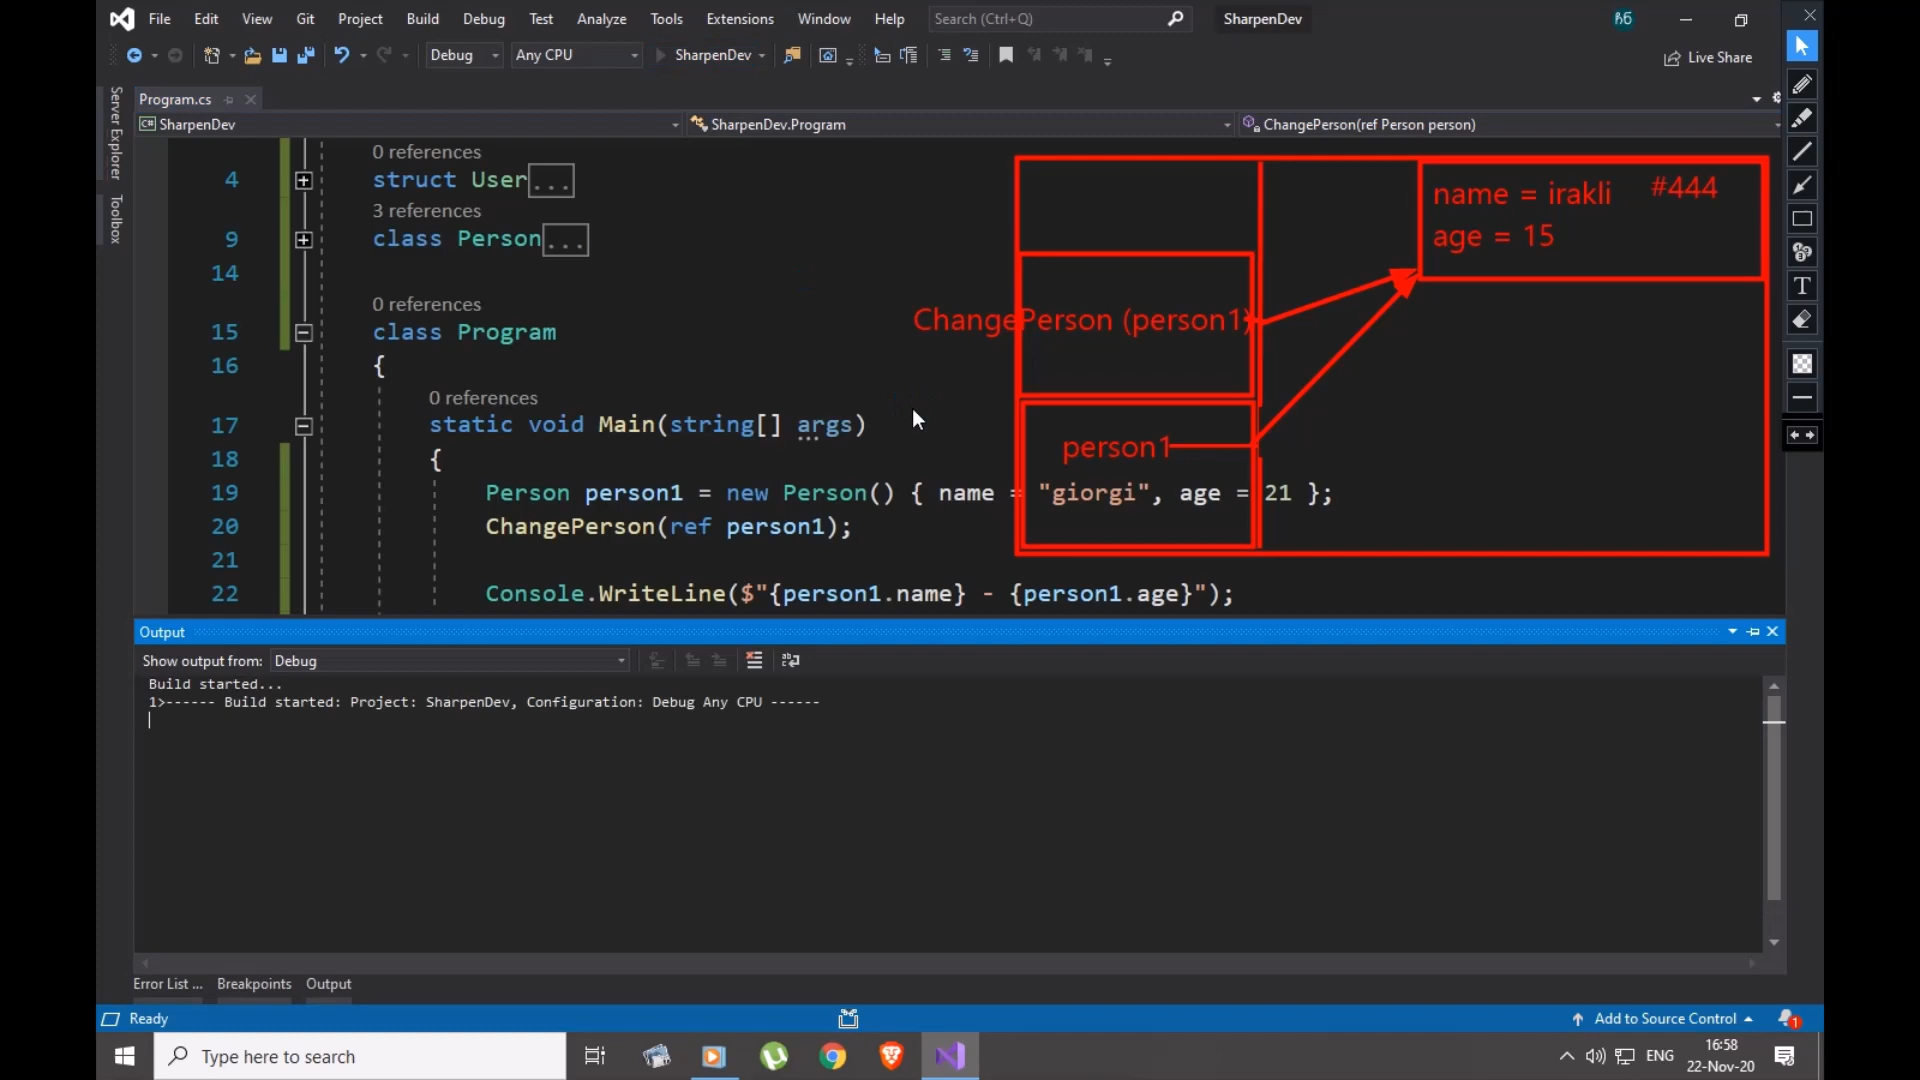 File Edit View Git Project Build Debug Test Analyze Tools Extensions Window Help Search (Ctrl+Q) SharpenDev
Debug Any CPU SharpenDev Live Share
Server Explorer
Toolbox
Program.cs
C# SharpenDev SharpenDev.Program ChangePerson(ref Person person)
0 references
4 struct User...
3 references
9 class Person...
14
0 references
15 class Program
16 {
0 references
17 static void Main(string[] args)
18 {
19 Person person1 = new Person() { name = "giorgi", age = 21 };
20 ChangePerson(ref person1);
21
22 Console.WriteLine($"{person1.name} - {person1.age}");
name = irakli #444
age = 15
ChangePerson (person1)
person1
Output
Show output from: Debug
Build started...
1>------ Build started: Project: SharpenDev, Configuration: Debug Any CPU ------
Error List ... Breakpoints Output
Ready Add to Source Control 1
Type here to search ENG 16:58
22-Nov-20